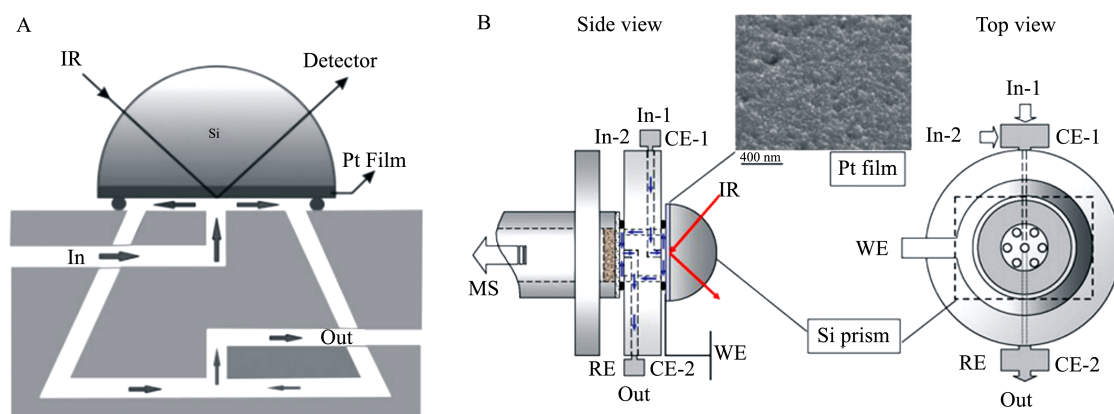 A
IR
Detector
Si
Pt Film
In
Out
B
Side view
Top view
In-1
In-2
CE-1
400 nm
Pt film
IR
MS
WE
RE
CE-2
Out
Si prism
In-1
In-2
CE-1
WE
RE
CE-2
Out